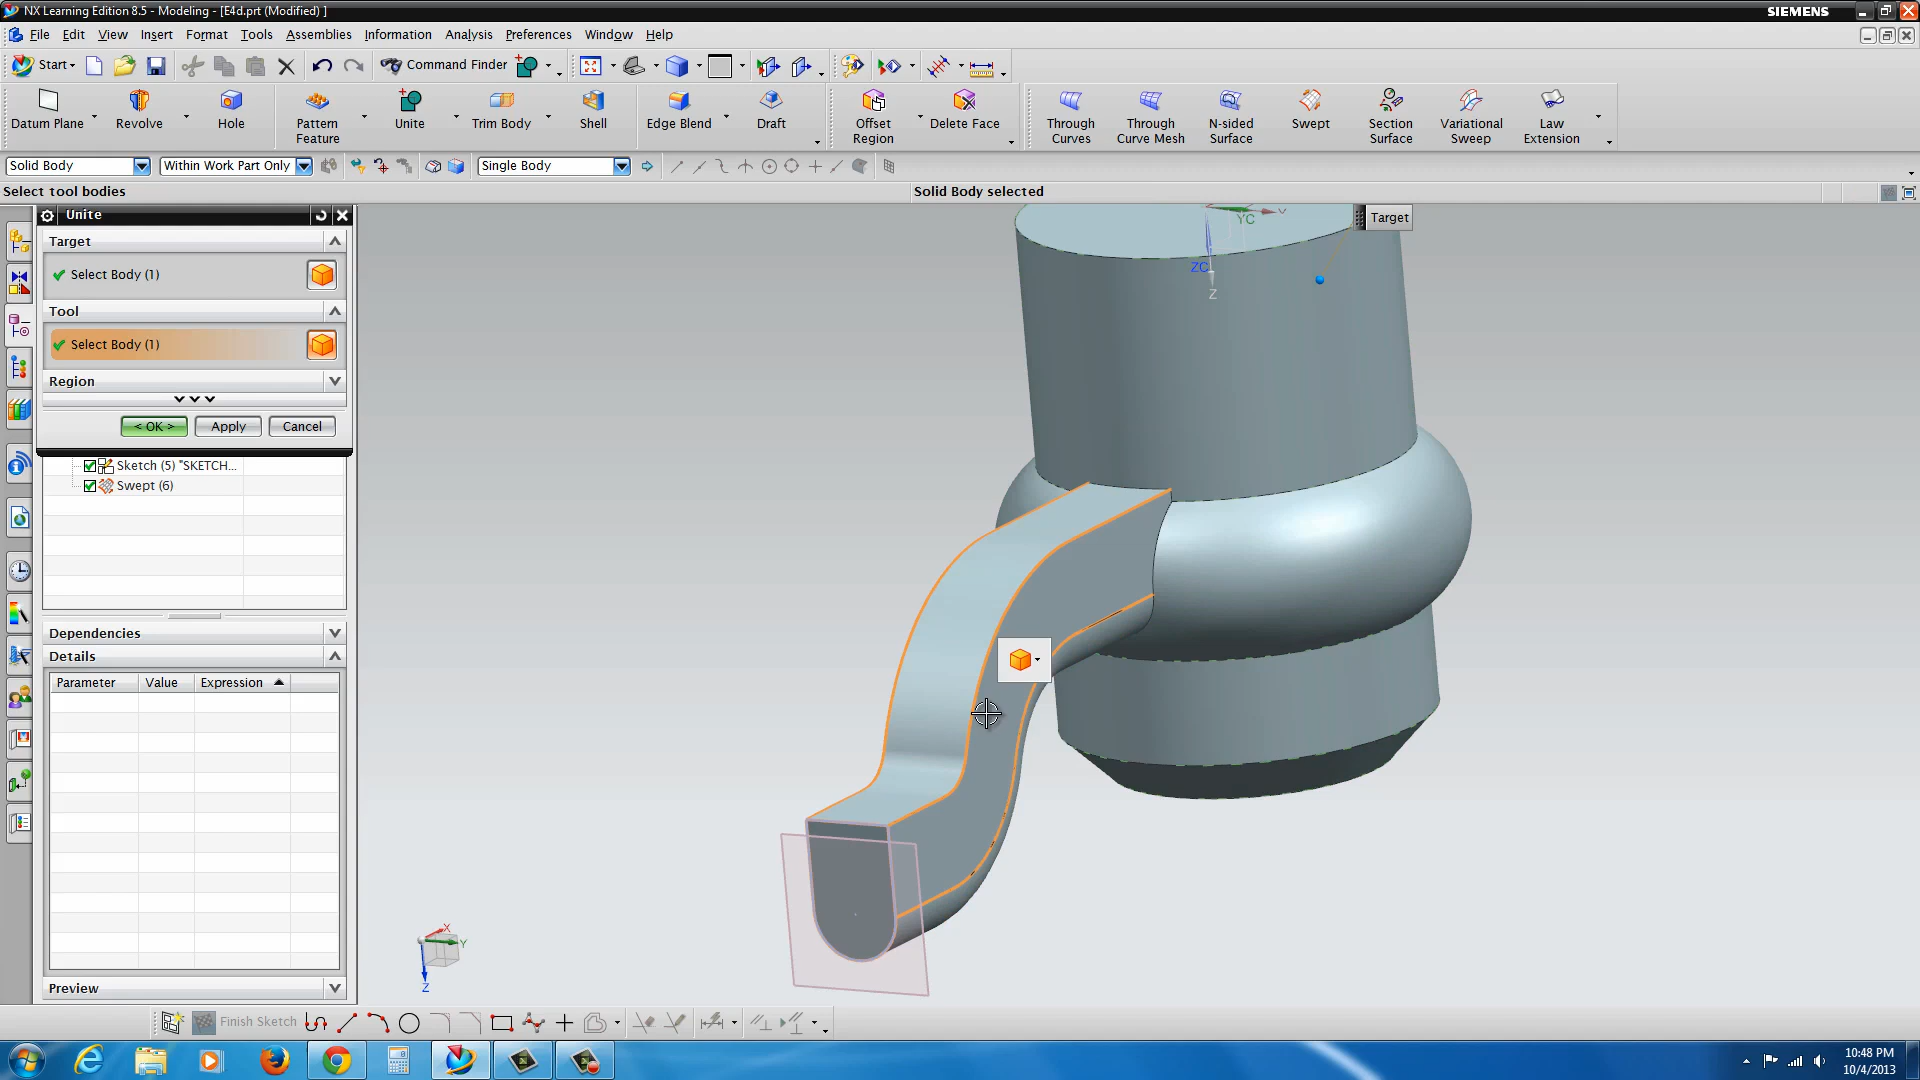 NX Learning Edition 8.5 - Modeling - [E4d.prt (Modified) ]
SIEMENS
File Edit View Insert Format Tools Assemblies Information Analysis Preferences Window Help
Start Command Finder
Datum Plane Revolve Hole Pattern Feature Unite Trim Body Shell Edge Blend Draft Offset Region Delete Face Through Curves Through Curve Mesh N-sided Surface Swept Section Surface Variational Sweep Law Extension
Solid Body Within Work Part Only Single Body
Select tool bodies Solid Body selected
Unite
Target
Select Body (1)
Tool
Select Body (1)
Region
< OK > Apply Cancel
Sketch (5) "SKETCH...
Swept (6)
Dependencies
Details
Parameter Value Expression
Preview
Target
YC
ZC
Z
X
Y
Z
Finish Sketch
10:48 PM
10/4/2013